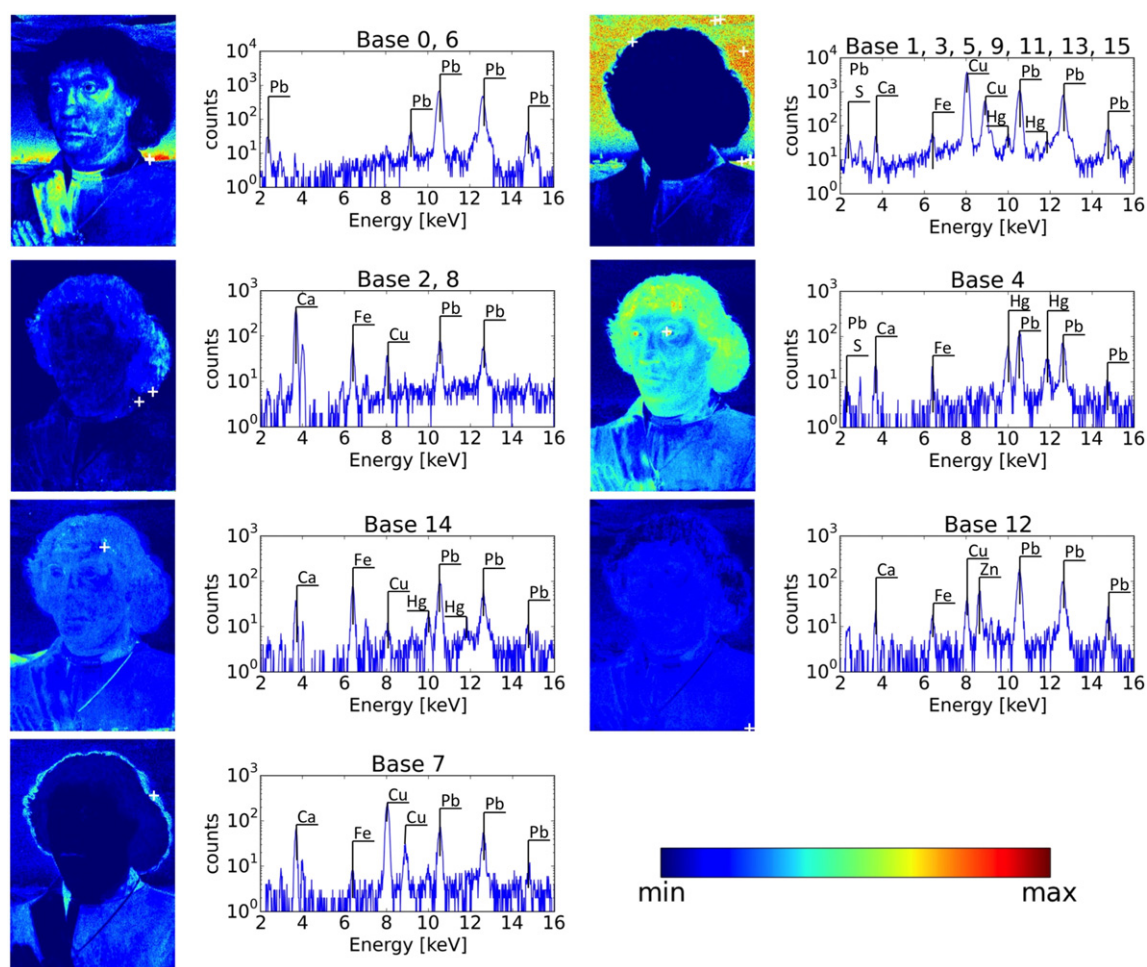 Base 0, 6
counts
10^4
10^3
10^2
10^1
10^0
Pb
Pb
Pb
Pb
Pb
2 4 6 8 10 12 14 16
Energy [keV]
Base 1, 3, 5, 9, 11, 13, 15
counts
10^4
10^3
10^2
10^1
10^0
Pb
S
Ca
Fe
Cu
Cu
Hg
Pb
Hg
Pb
Pb
2 4 6 8 10 12 14 16
Energy [keV]
Base 2, 8
counts
10^3
10^2
10^1
10^0
Ca
Fe
Cu
Pb
Pb
2 4 6 8 10 12 14 16
Energy [keV]
Base 4
counts
10^3
10^2
10^1
10^0
Pb
S
Ca
Fe
Hg
Pb
Hg
Pb
Pb
2 4 6 8 10 12 14 16
Energy [keV]
Base 14
counts
10^3
10^2
10^1
10^0
Ca
Fe
Cu
Hg
Pb
Hg
Pb
Pb
2 4 6 8 10 12 14 16
Energy [keV]
Base 12
counts
10^3
10^2
10^1
10^0
Ca
Fe
Cu
Zn
Pb
Pb
Pb
2 4 6 8 10 12 14 16
Energy [keV]
Base 7
counts
10^3
10^2
10^1
10^0
Ca
Fe
Cu
Cu
Pb
Pb
Pb
2 4 6 8 10 12 14 16
Energy [keV]
min max